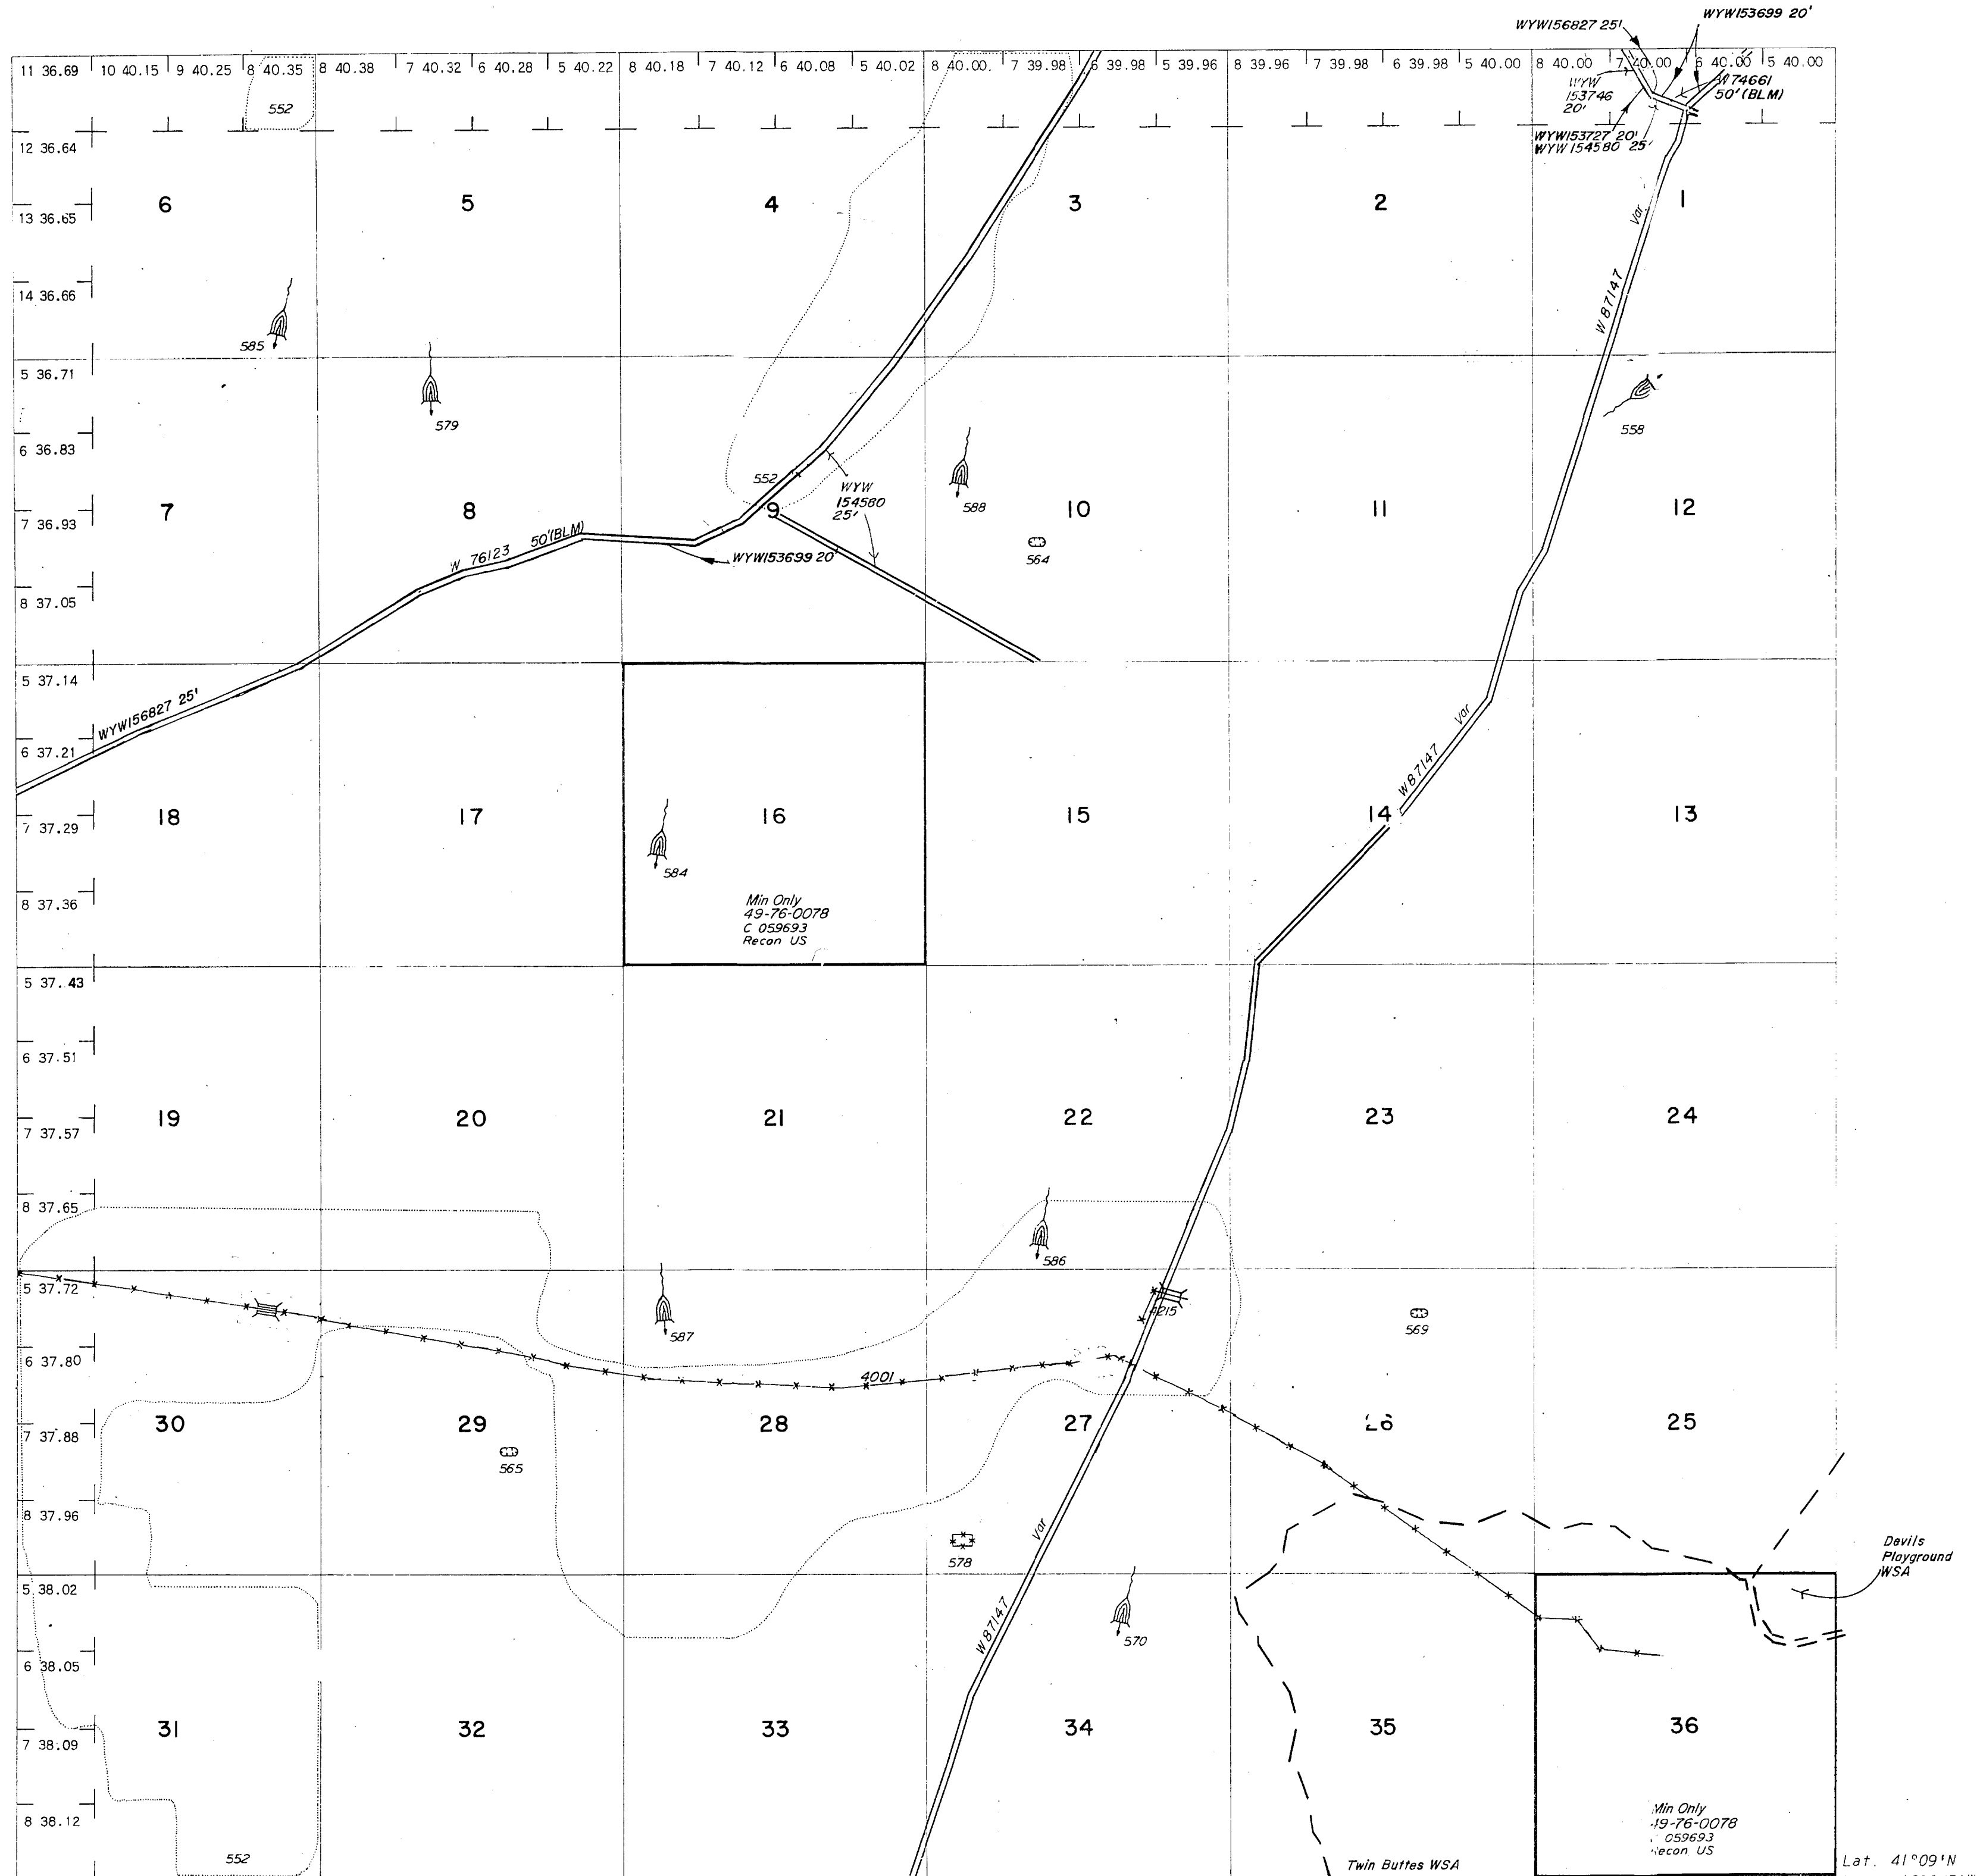 WYW156827 25'
WYW153699 20'
11 36.69 10 40.15 9 40.25 8 40.35 8 40.38 7 40.32 6 40.28 5 40.22 8 40.18 7 40.12 6 40.08 5 40.02 8 40.00 7 39.98 6 39.98 5 39.96 8 39.96 7 39.98 6 39.98 5 40.00 8 40.00 7 40.00 6 40.00 5 40.00
552
WYW
153746
20'
W74661
50' (BLM)
WYW153727 20'
WYW 154580 25'
12 36.64
13 36.65
6
5
4
3
2
1
Var
14 36.66
W 87147
585
5 36.71
579
558
6 36.83
552
WYW
154580
25'
588
7 36.93
7
8
9
10
11
12
W 76123 50'(BLM)
WYW153699 20'
564
8 37.05
5 37.14
WYW156827 25'
6 37.21
Var
W87147
7 37.29
18
17
16
15
14
13
584
8 37.36
Min Only
49-76-0078
C 059693
Recon US
5 37.43
6 37.51
7 37.57
19
20
21
22
23
24
8 37.65
586
5 37.72
587
4215
569
6 37.80
4001
7 37.88
30
29
28
27
26
25
565
8 37.96
Var
578
Devils
Playground
WSA
5 38.02
W87147
570
6 38.05
7 38.09
31
32
33
34
35
36
8 38.12
Min Only
49-76-0078
059693
Recon US
552
Twin Buttes WSA
Lat. 41°09'N